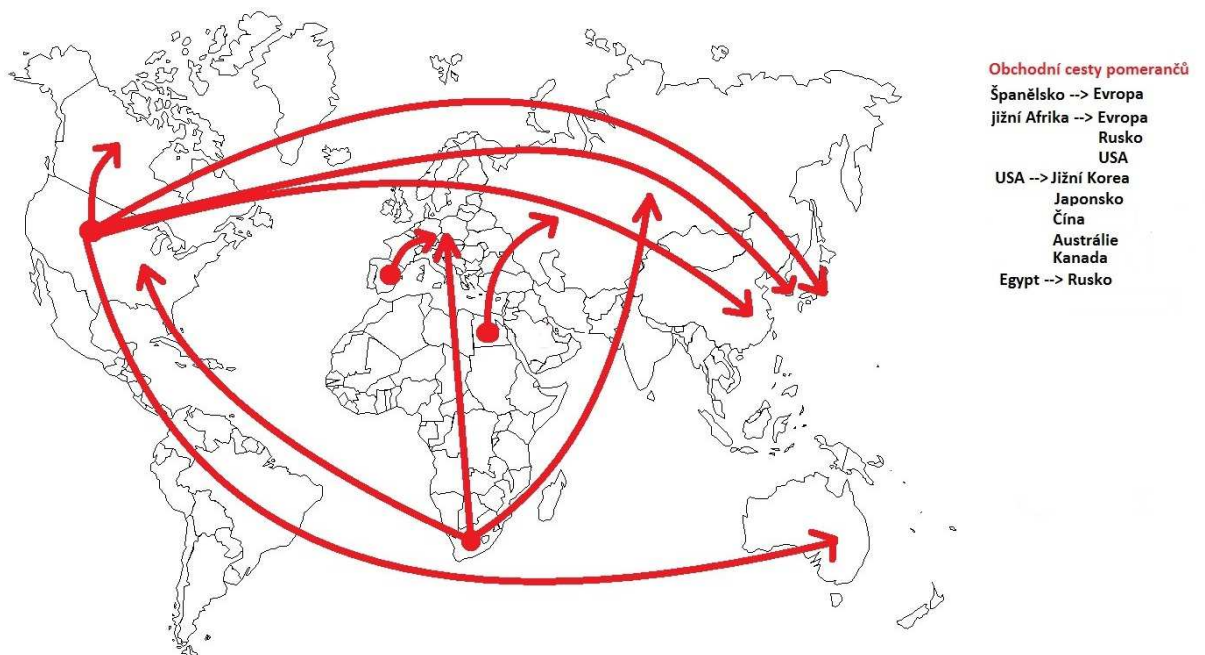 Obchodní cesty pomerančů
Španělsko --> Evropa
jižní Afrika --> Evropa
Rusko
USA
USA --> Jižní Korea
Japonsko
Čína
Austrálie
Kanada
Egypt --> Rusko